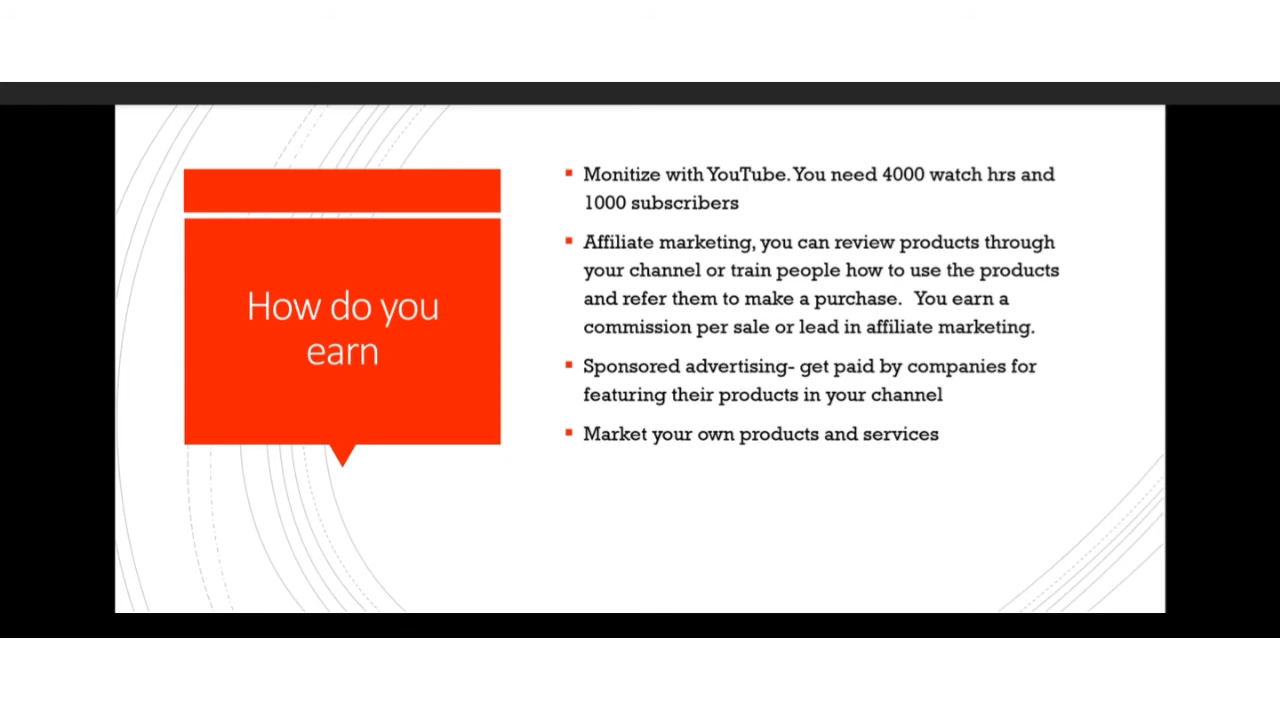 How do you
earn
Monitize with YouTube. You need 4000 watch hrs and
1000 subscribers
Affiliate marketing, you can review products through
your channel or train people how to use the products
and refer them to make a purchase. You earn a
commission per sale or lead in affiliate marketing.
Sponsored advertising- get paid by companies for
featuring their products in your channel
Market your own products and services